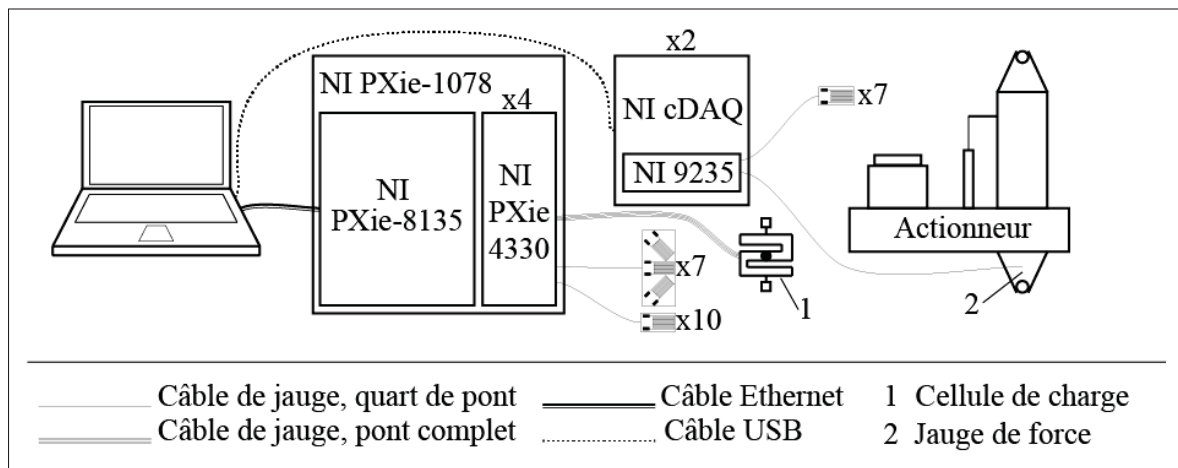 NI PXie-1078
x4
NI
PXie-8135
NI
PXie
4330
x2
NI cDAQ
NI 9235
x7
x7
x10
1
Actionneur
2
Câble de jauge, quart de pont
Câble de jauge, pont complet
Câble Ethernet
Câble USB
1 Cellule de charge
2 Jauge de force